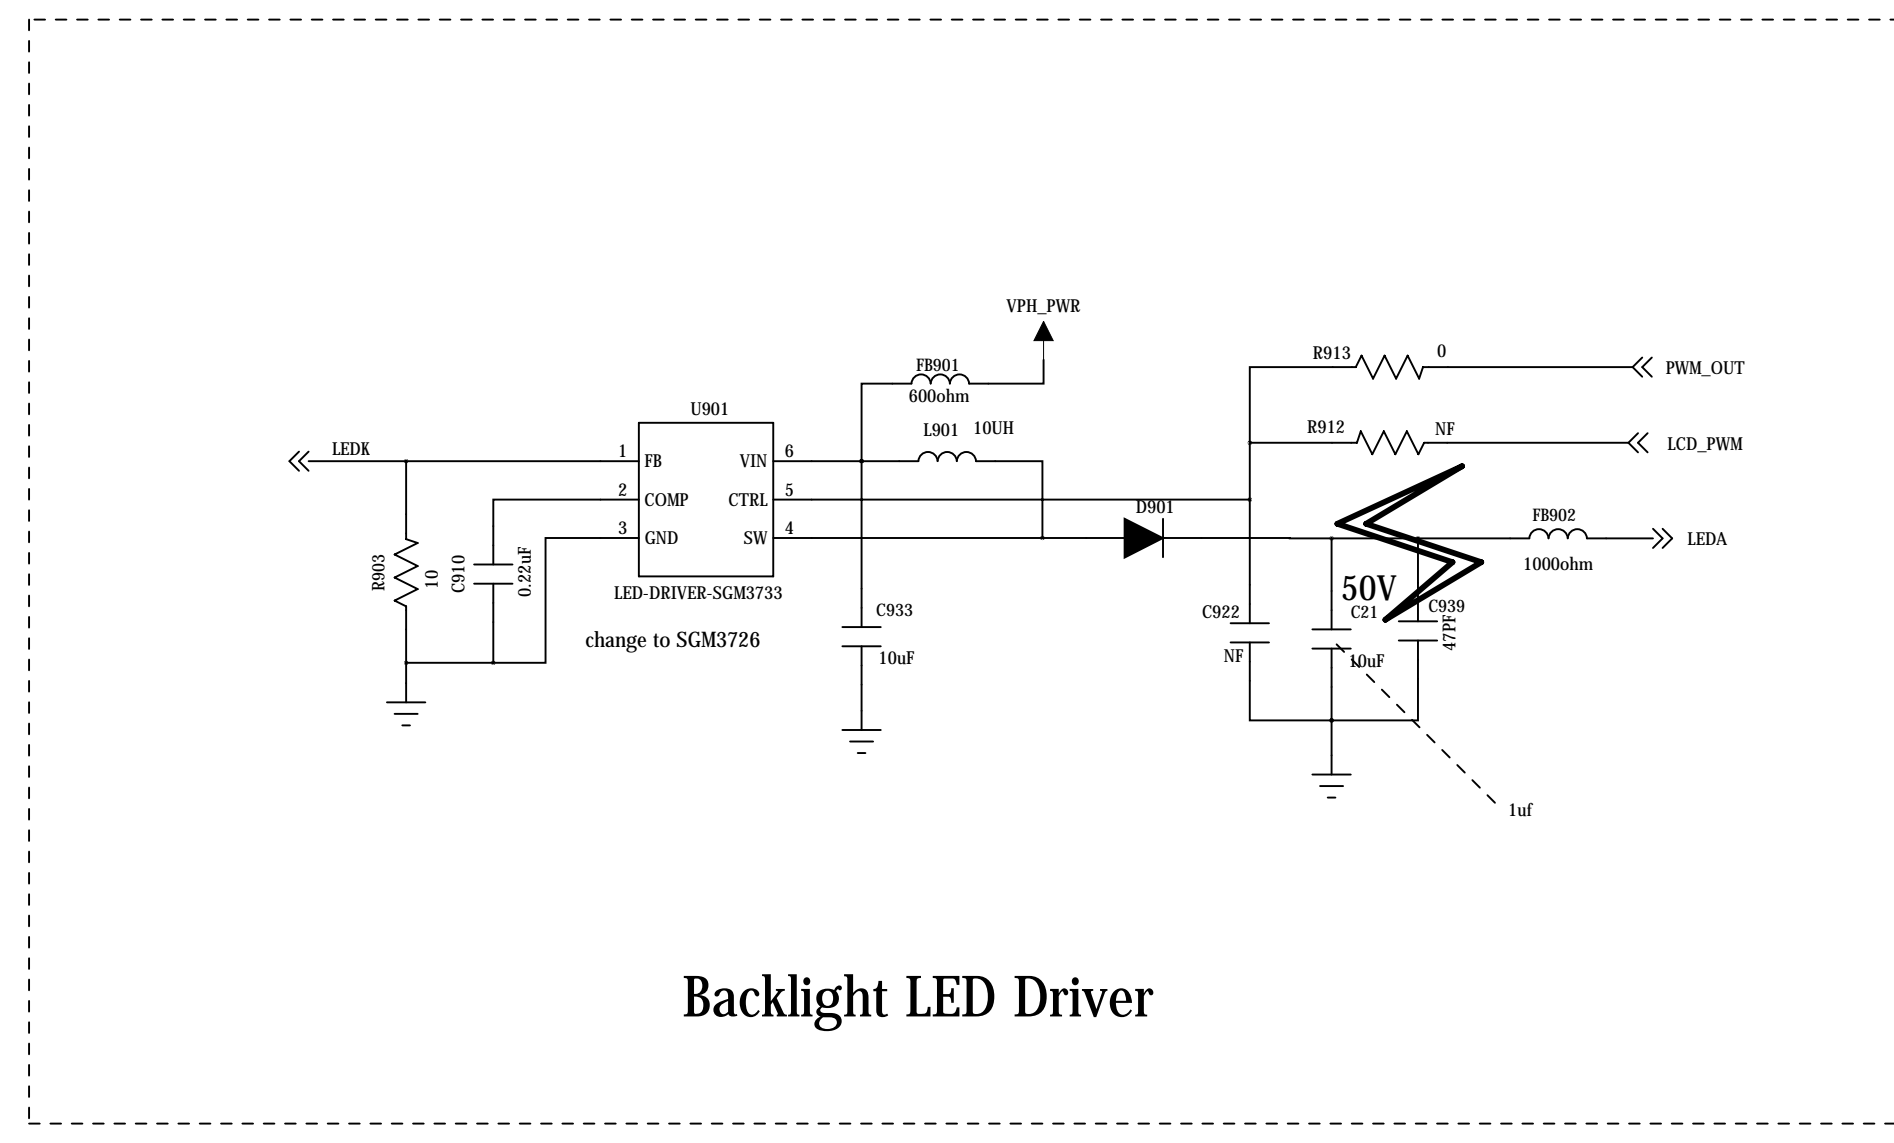 VPH_PWR
FB901
600ohm
L901 10UH
U901
LEDK
1 FB
2 COMP
3 GND
VIN 6
CTRL 5
SW 4
LED-DRIVER-SGM3733
change to SGM3726
R903
10
C910
0.22uF
C933
10uF
D901
R913 0
PWM_OUT
R912 NF
LCD_PWM
FB902
1000ohm
LEDA
50V
C922
NF
C21
10uF
C939
47PF
1uf
Backlight LED Driver